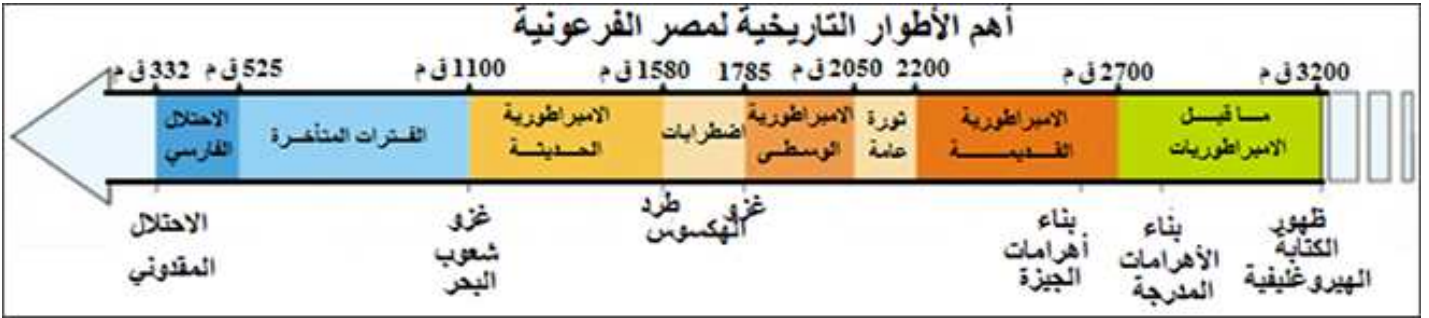 أهم الأطوار التاريخية لمصر الفرعونية
3200 ق م 2700 ق م 2200 2050 ق م 1785 1580 ق م 1100 ق م 525 ق م 332 ق م
ما قبل
الامبراطوريات
الامبراطورية
القديمة
ثورة
عامة
الامبراطورية
الوسطى
اضطرابات
الامبراطورية
الحديثة
الفترات المتأخرة
الاحتلال
الفارسي
ظهور
الكتابة
الهيروغليفية
بناء
الأهرامات
المدرجة
بناء
أهرامات
الجيزة
غزو طرد
الهكسوس
غزو
شعوب
البحر
الاحتلال
المقدوني